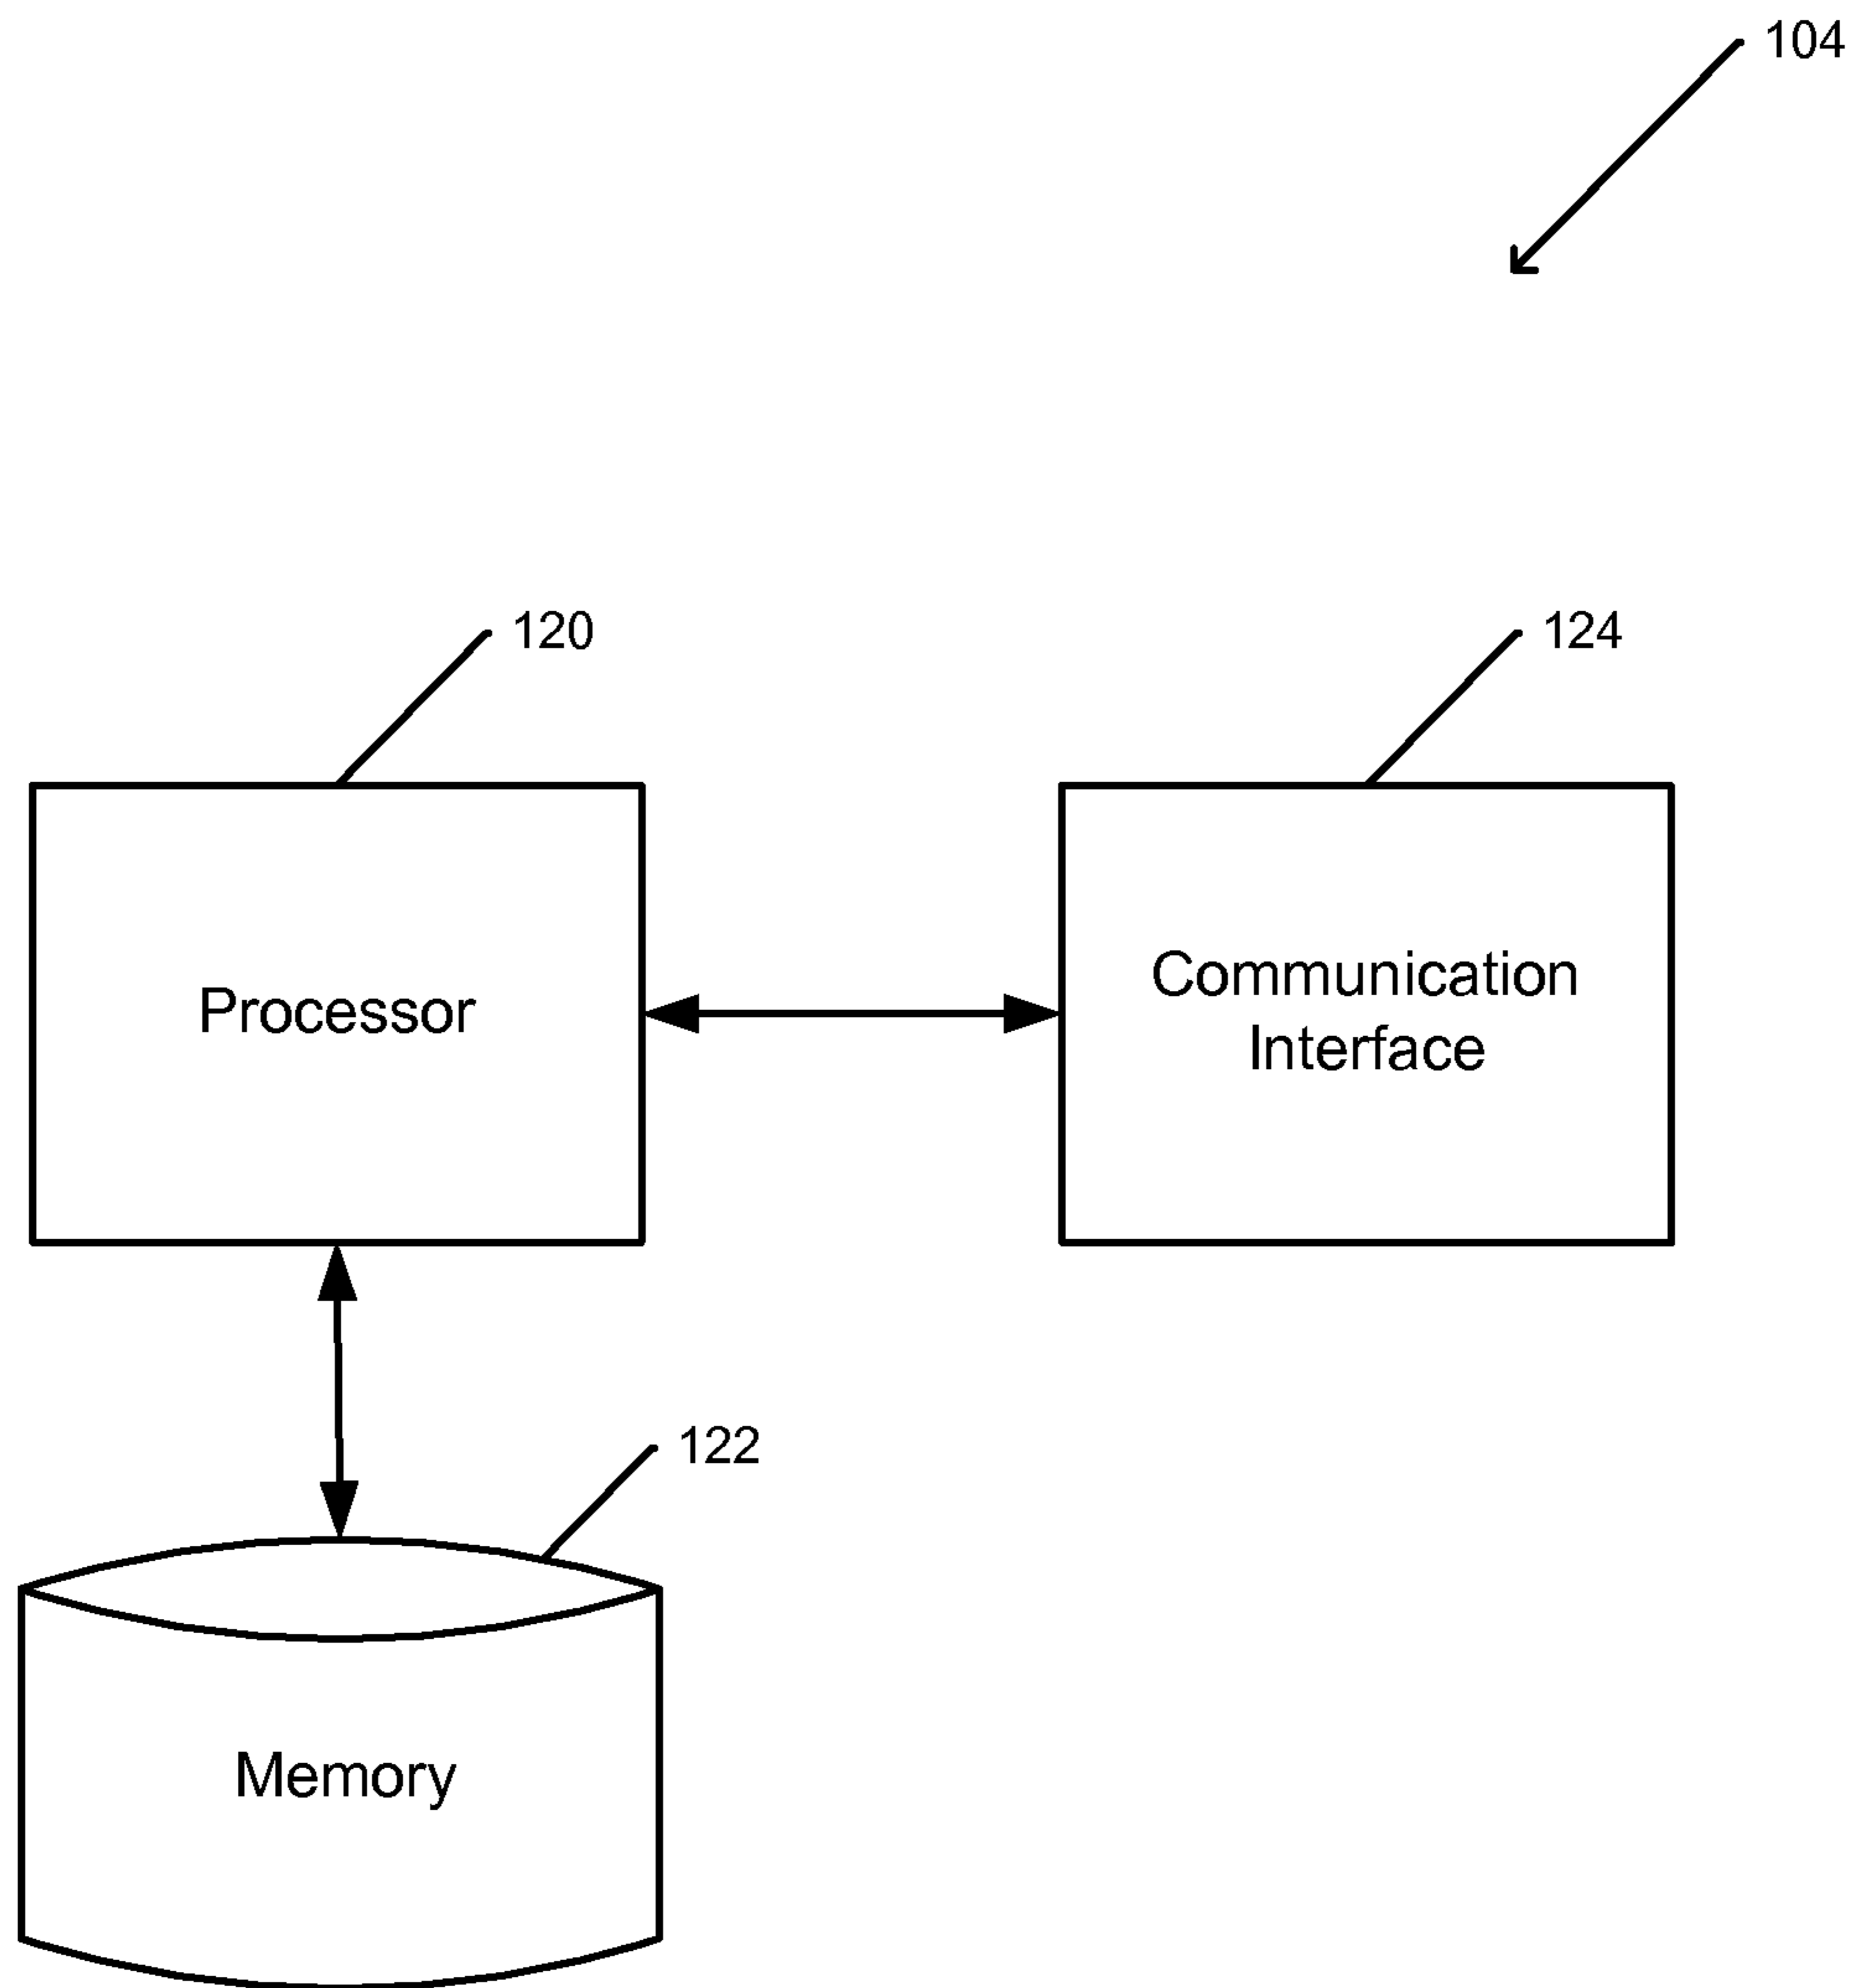 104
120
124
Processor
Communication
Interface
122
Memory